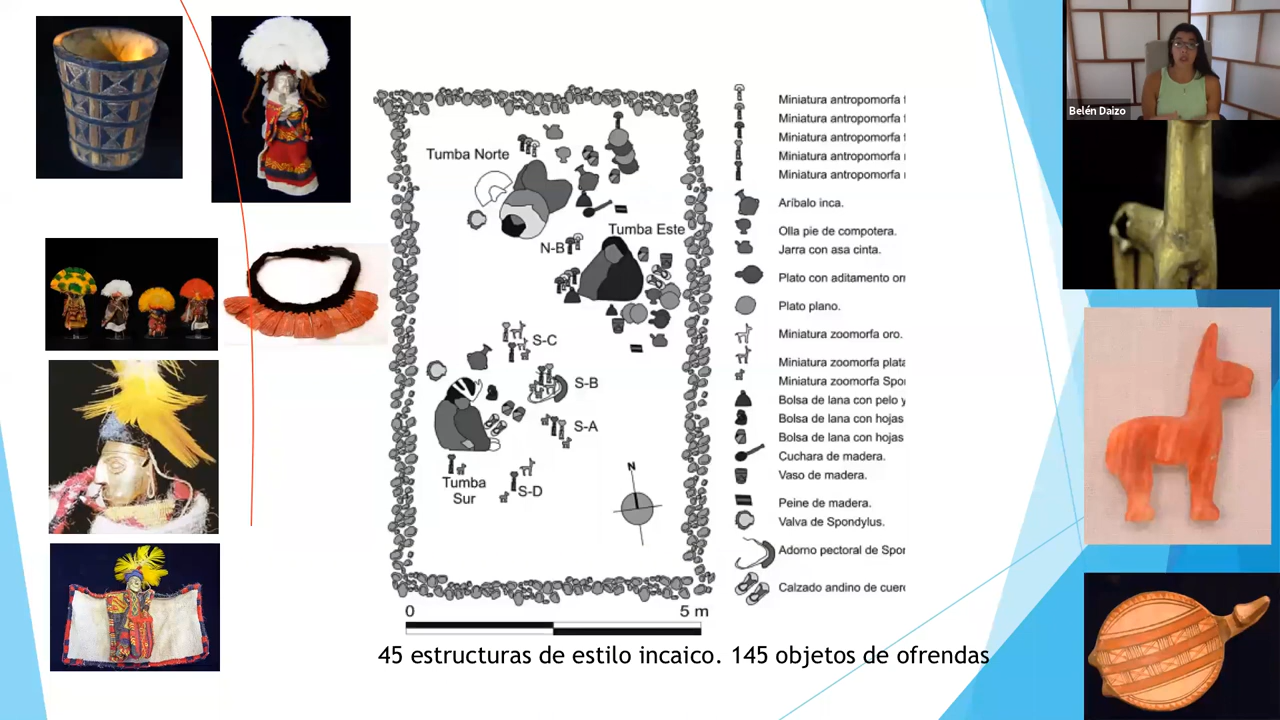 Belén Daizo
Tumba Norte
Tumba Este
N-B
S-C
S-B
S-A
Tumba
Sur
S-D
N
0
5 m
Miniatura antropomorfa
Miniatura antropomorfa
Miniatura antropomorfa
Miniatura antropomorfa
Miniatura antropomorfa
Aríbalo inca.
Olla pie de compotera.
Jarra con asa cinta.
Plato con aditamento
Plato plano.
Miniatura zoomorfa oro.
Miniatura zoomorfa plata
Miniatura zoomorfa Spo
Bolsa de lana con pelo y
Bolsa de lana con hojas
Bolsa de lana con hojas
Cuchara de madera.
Vaso de madera.
Peine de madera.
Valva de Spondylus.
Adorno pectoral de Spo
Calzado andino de cuer
45 estructuras de estilo incaico. 145 objetos de ofrendas